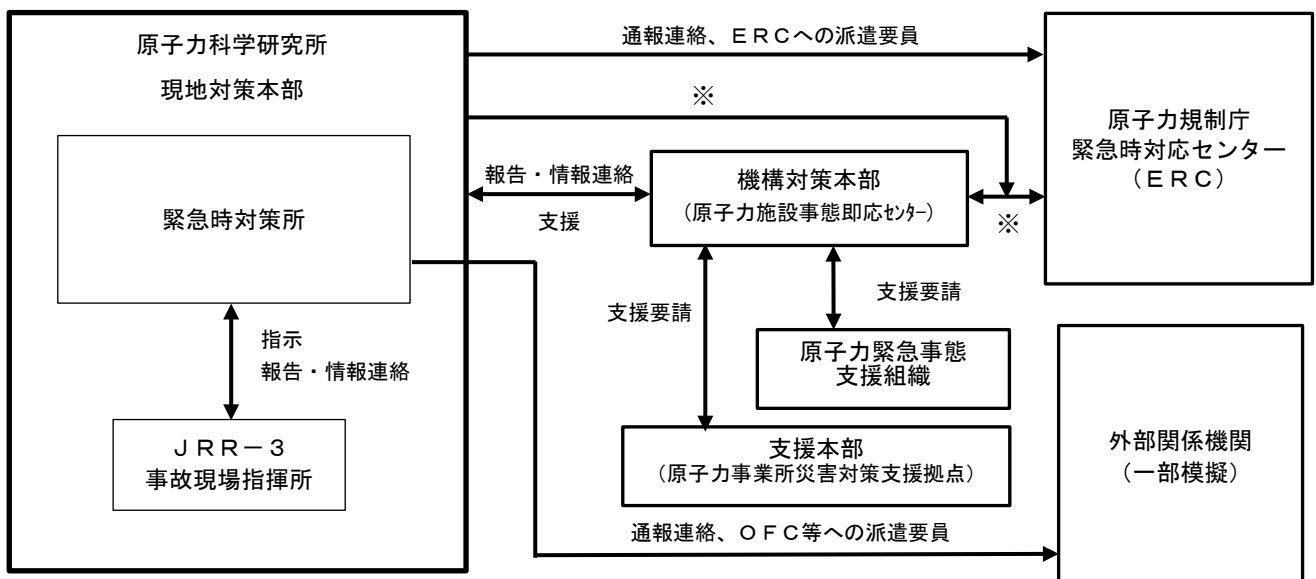 原子力科学研究所
現地対策本部
緊急時対策所
指示
報告・情報連絡
ＪＲＲ－３
事故現場指揮所
通報連絡、ＥＲＣへの派遣要員
※
報告・情報連絡
支援
機構対策本部
（原子力施設事態即応ｾﾝﾀｰ）
※
支援要請
支援要請
原子力緊急事態
支援組織
支援本部
（原子力事業所災害対策支援拠点）
通報連絡、ＯＦＣ等への派遣要員
原子力規制庁
緊急時対応センター
（ＥＲＣ）
外部関係機関
（一部模擬）